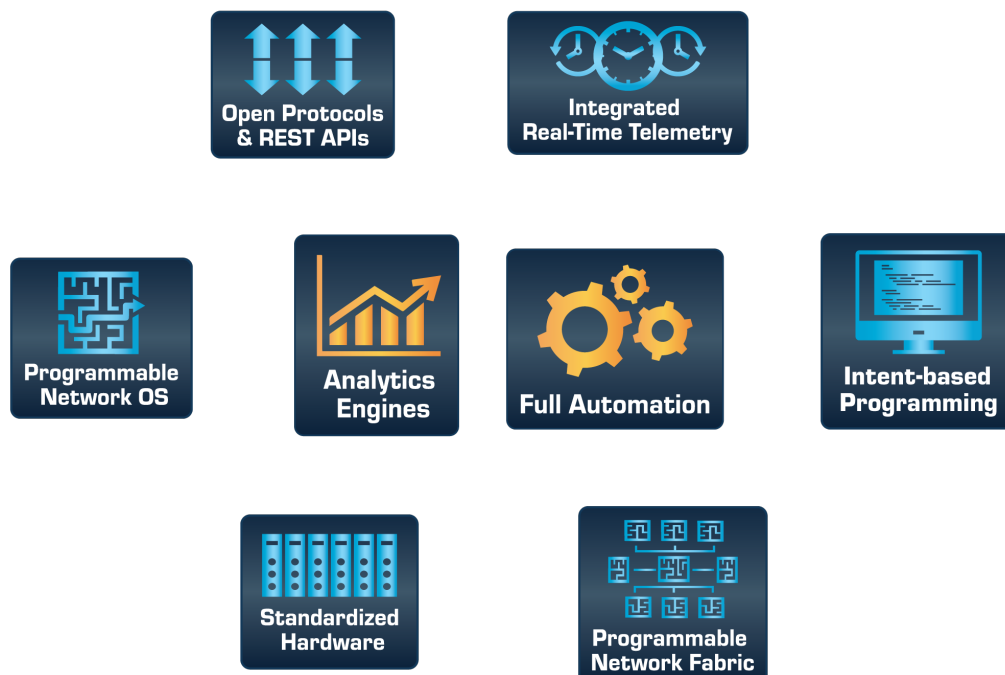 Open Protocols
& REST APIs
Integrated
Real-Time Telemetry
Programmable
Network OS
Analytics
Engines
Full Automation
Intent-based
Programming
Standardized
Hardware
Programmable
Network Fabric